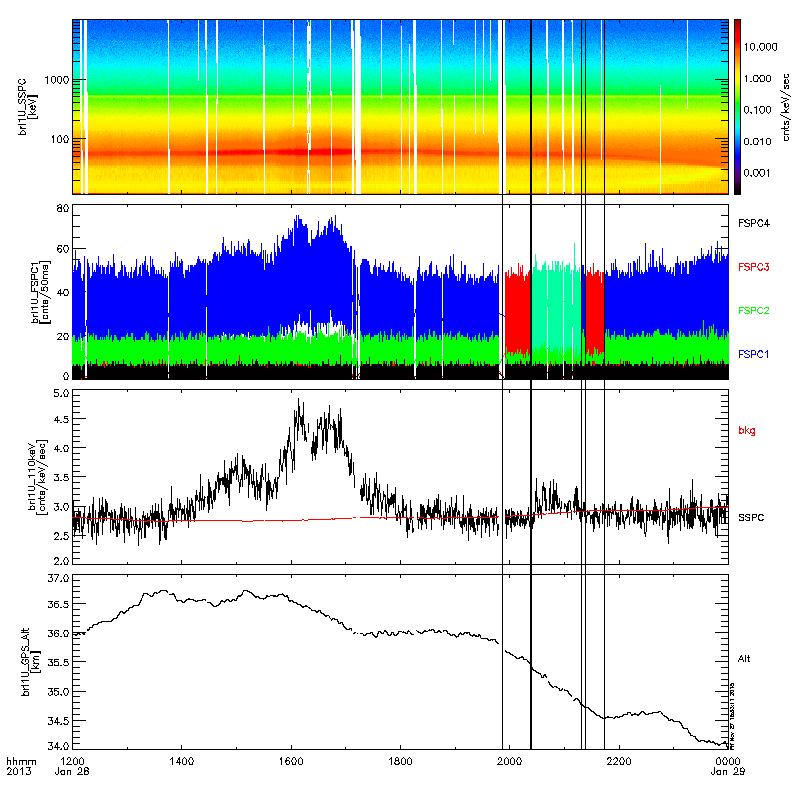 brl1U_SSPC
[keV]
1000
100
10.000
1.000
0.100
0.010
0.001
cnts/keV/sec
brl1U_FSPC1
[cnts/50ms]
80
60
40
20
0
FSPC4
FSPC3
FSPC2
FSPC1
brl1U_110keV
[cnts/keV/sec]
5.0
4.5
4.0
3.5
3.0
2.5
2.0
bkg
SSPC
brl1U_GPS_Alt
[km]
37.0
36.5
36.0
35.5
35.0
34.5
34.0
Alt
hhmm 1200 1400 1600 1800 2000 2200 0000
2013 Jan 28 Jan 29